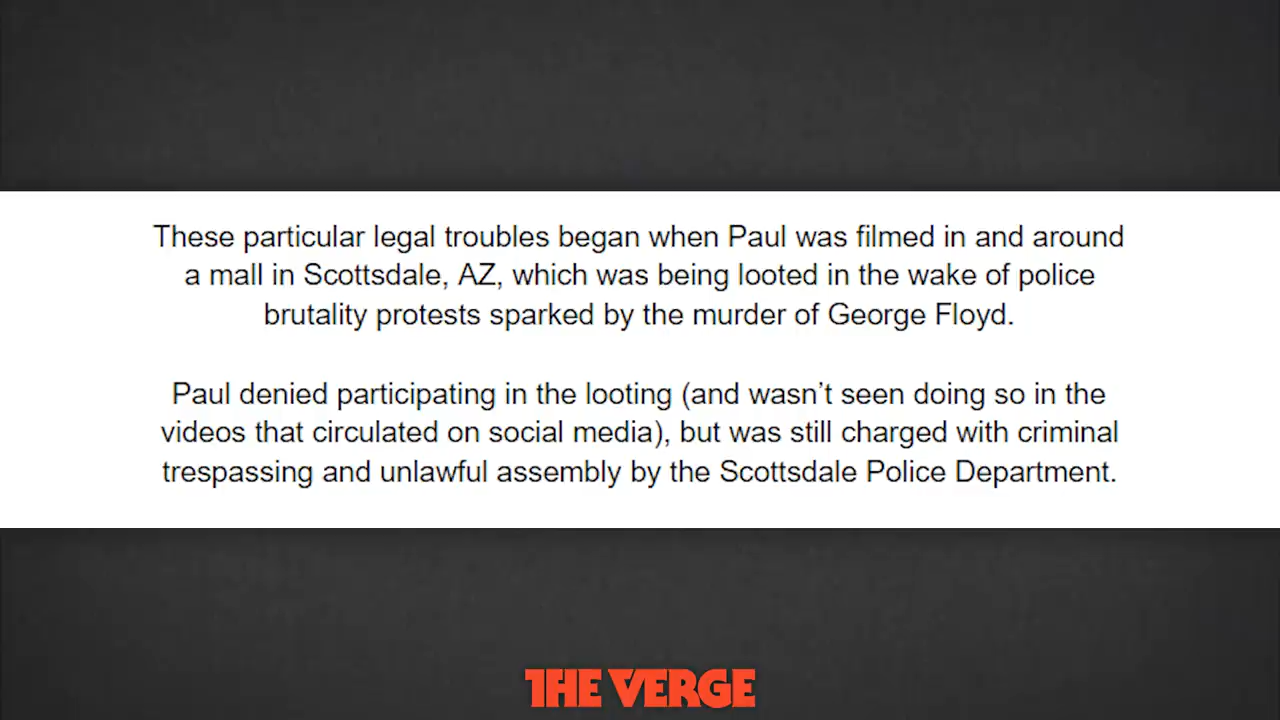 These particular legal troubles began when Paul was filmed in and around
a mall in Scottsdale, AZ, which was being looted in the wake of police
brutality protests sparked by the murder of George Floyd.
Paul denied participating in the looting (and wasn't seen doing so in the
videos that circulated on social media), but was still charged with criminal
trespassing and unlawful assembly by the Scottsdale Police Department.
THE VERGE